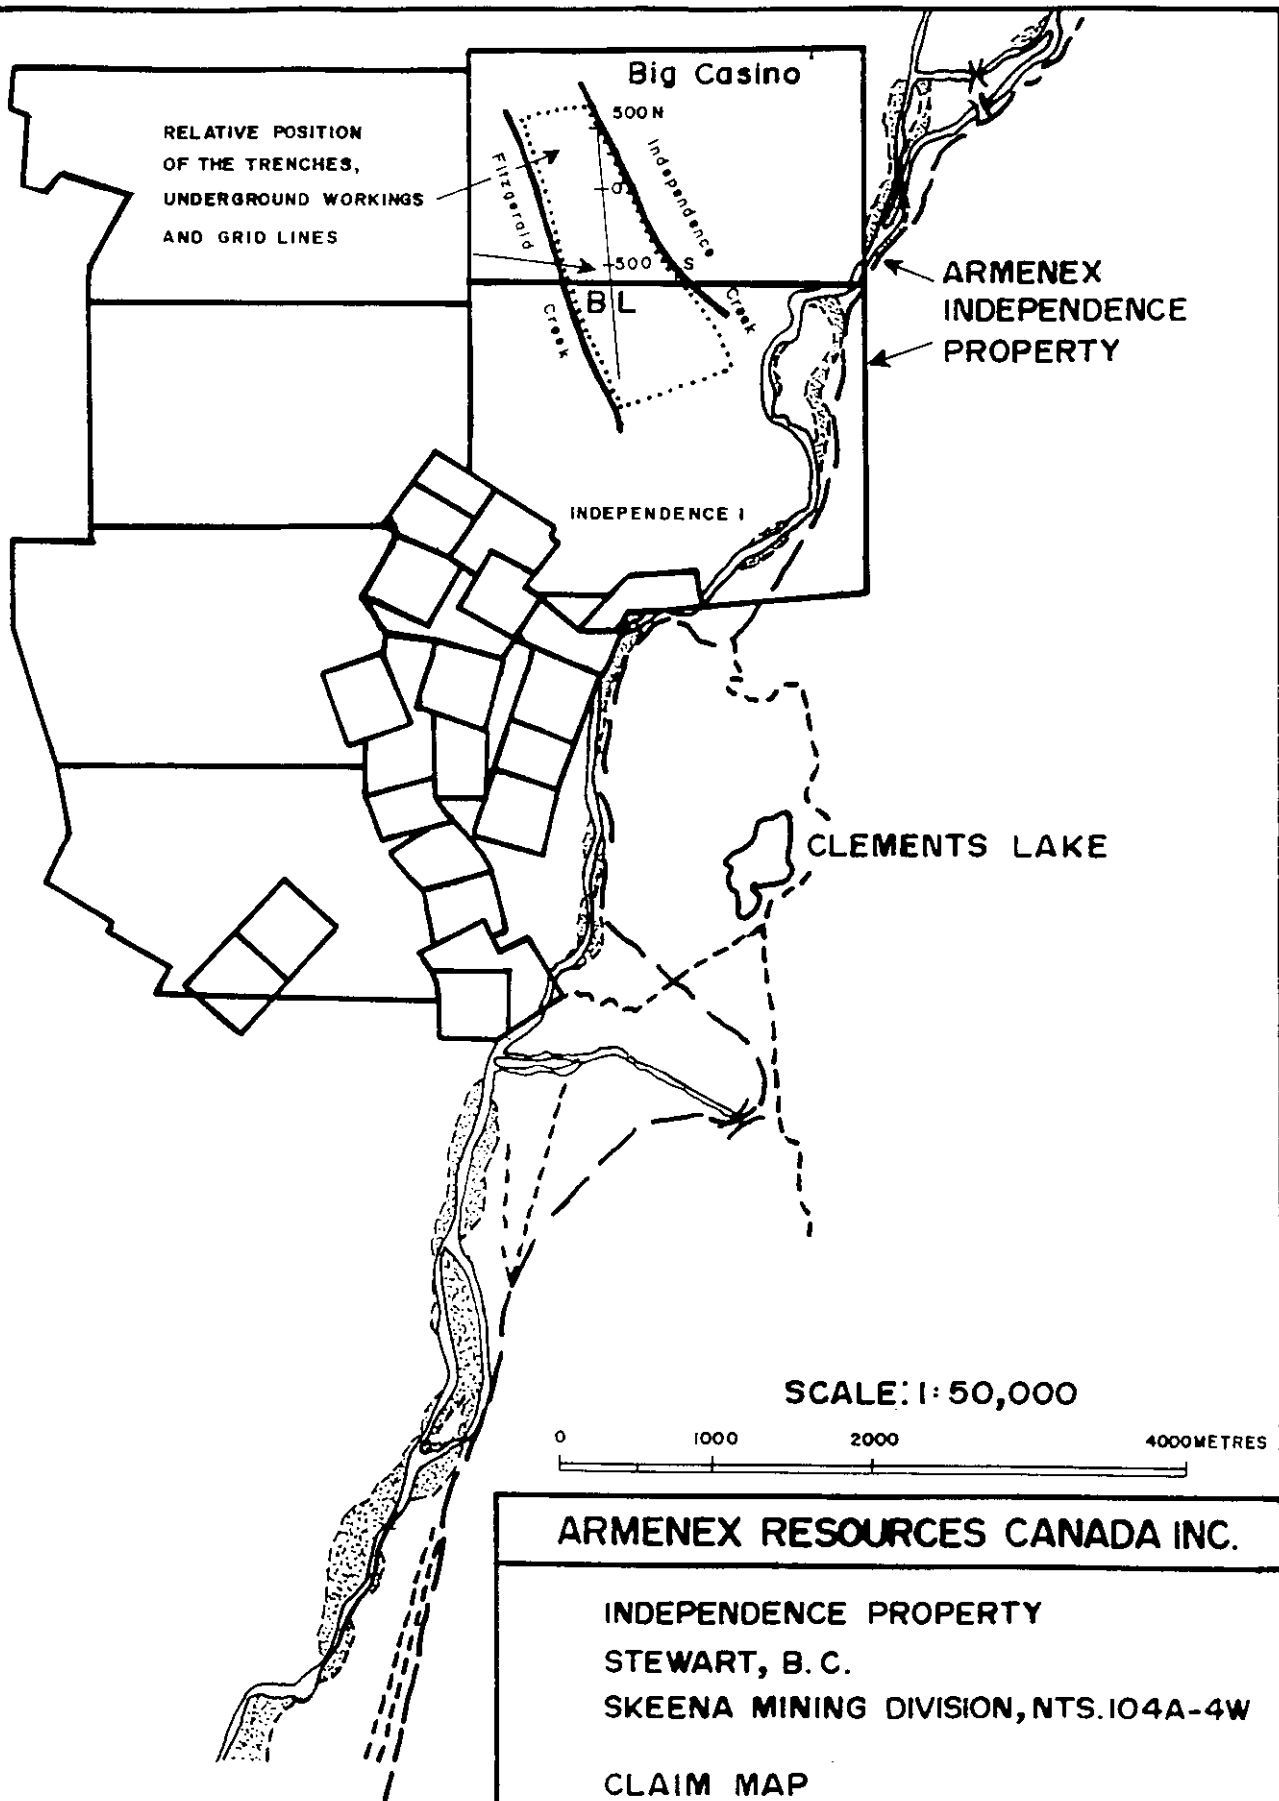 Big Casino
500 N
RELATIVE POSITION
OF THE TRENCHES,
UNDERGROUND WORKINGS
AND GRID LINES
Fitzgerald
Creek
Independence
Creek
0
500 S
BL
ARMENEX
INDEPENDENCE
PROPERTY
INDEPENDENCE I
CLEMENTS LAKE
SCALE: 1:50,000
0 1000 2000 4000 METRES
ARMENEX RESOURCES CANADA INC.
INDEPENDENCE PROPERTY
STEWART, B.C.
SKEENA MINING DIVISION, NTS.104A-4W
CLAIM MAP